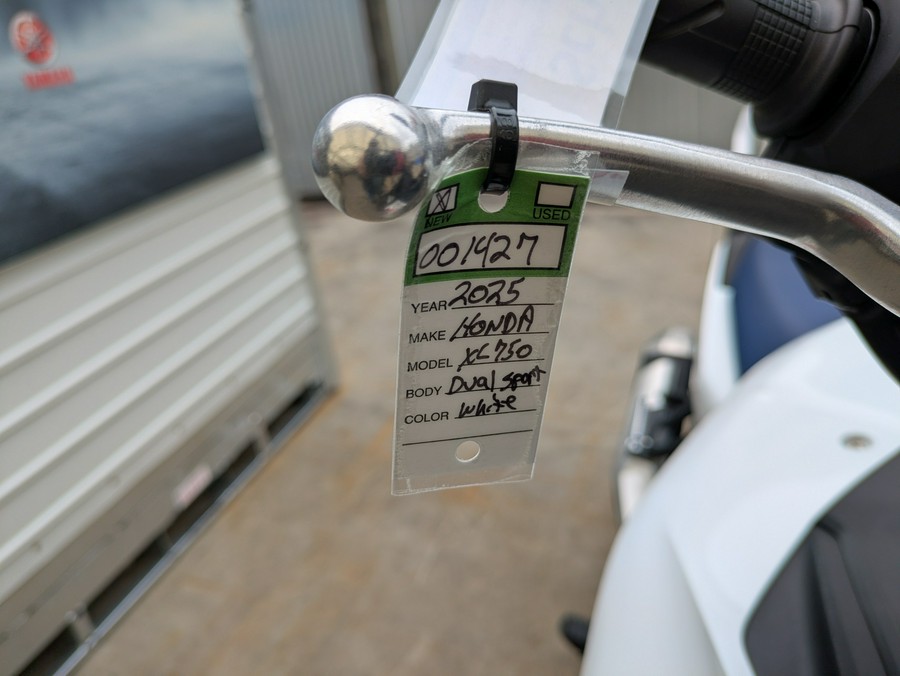 NEW USED
001427
YEAR 2025
MAKE HONDA
MODEL XL750
BODY Dual Sport
COLOR White